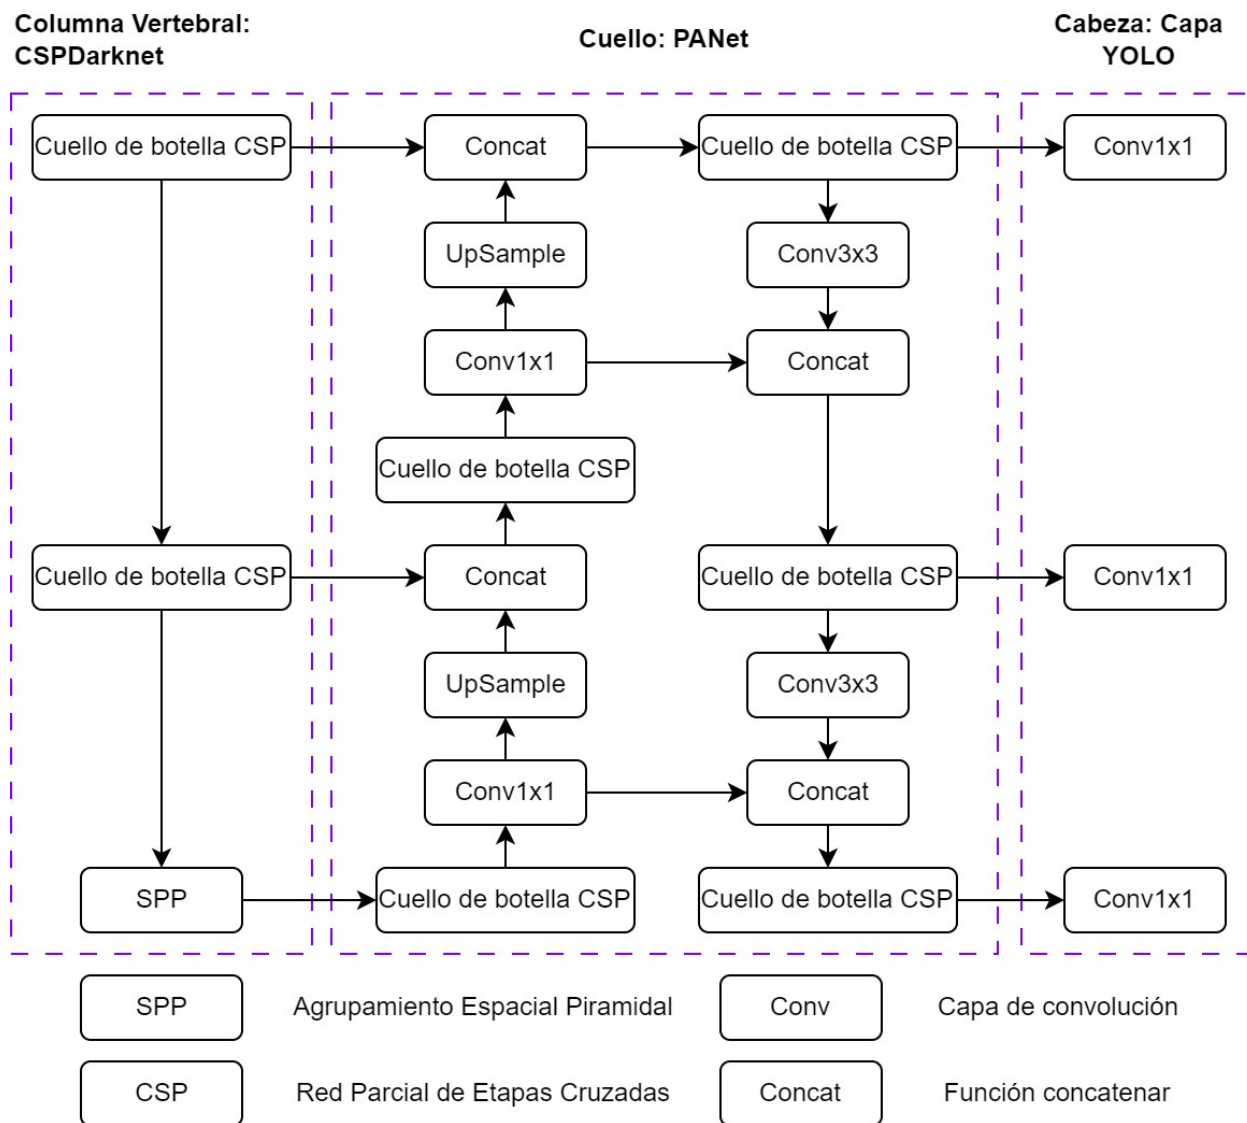 Columna Vertebral:
CSPDarknet
Cuello: PANet
Cabeza: Capa
YOLO
Cuello de botella CSP
Concat
Cuello de botella CSP
Conv1x1
UpSample
Conv3x3
Conv1x1
Concat
Cuello de botella CSP
Cuello de botella CSP
Concat
Cuello de botella CSP
Conv1x1
UpSample
Conv3x3
Conv1x1
Concat
SPP
Cuello de botella CSP
Cuello de botella CSP
Conv1x1
SPP
Agrupamiento Espacial Piramidal
Conv
Capa de convolución
CSP
Red Parcial de Etapas Cruzadas
Concat
Función concatenar